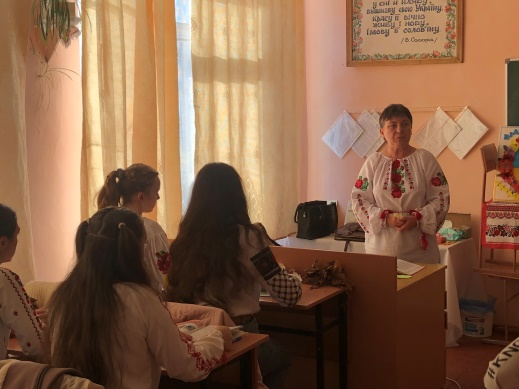 у сні й наяву,
вишневу свою Україну,
красу її вічно
живу і нову,
і мову її солов'їну
/В. Сосюра/